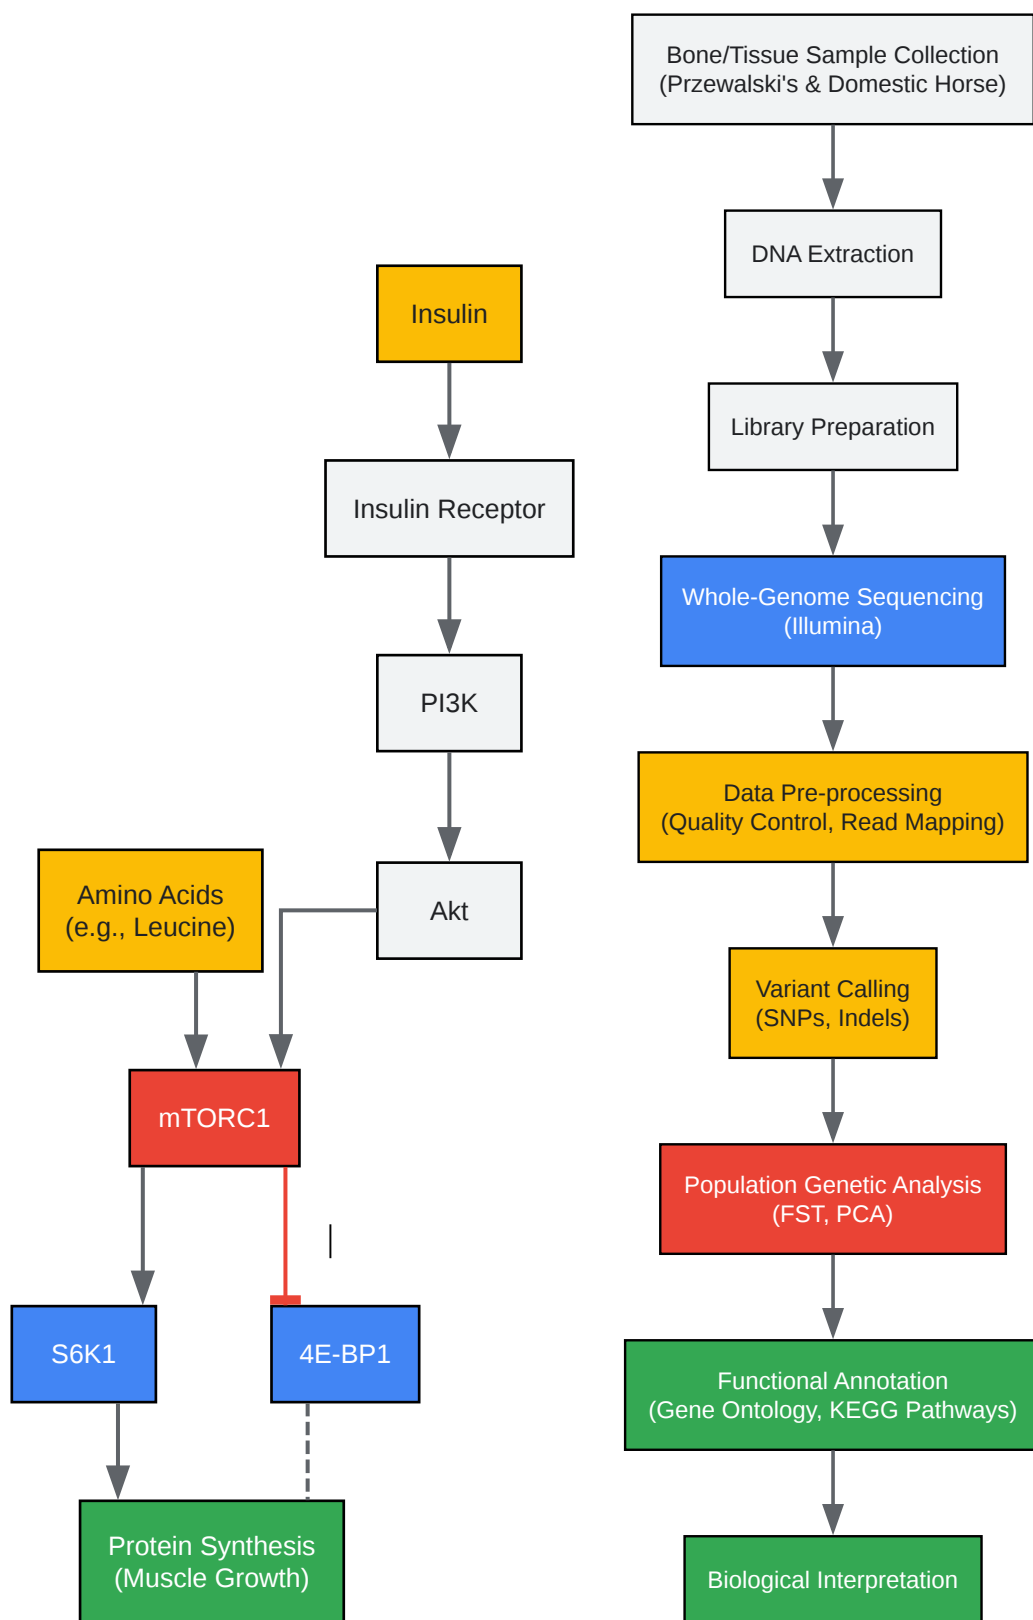 Insulin
Insulin Receptor
PI3K
Amino Acids
(e.g., Leucine)
Akt
mTORC1
S6K1
4E-BP1
Protein Synthesis
(Muscle Growth)
Bone/Tissue Sample Collection
(Przewalski's & Domestic Horse)
DNA Extraction
Library Preparation
Whole-Genome Sequencing
(Illumina)
Data Pre-processing
(Quality Control, Read Mapping)
Variant Calling
(SNPs, Indels)
Population Genetic Analysis
(FST, PCA)
Functional Annotation
(Gene Ontology, KEGG Pathways)
Biological Interpretation